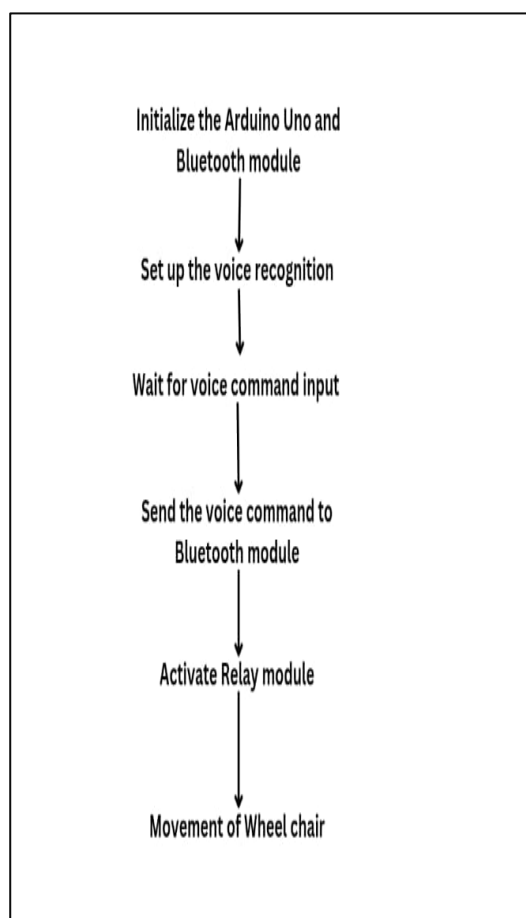 Initialize the Arduino Uno and
Bluetooth module
Set up the voice recognition
Wait for voice command input
Send the voice command to
Bluetooth module
Activate Relay module
Movement of Wheel chair